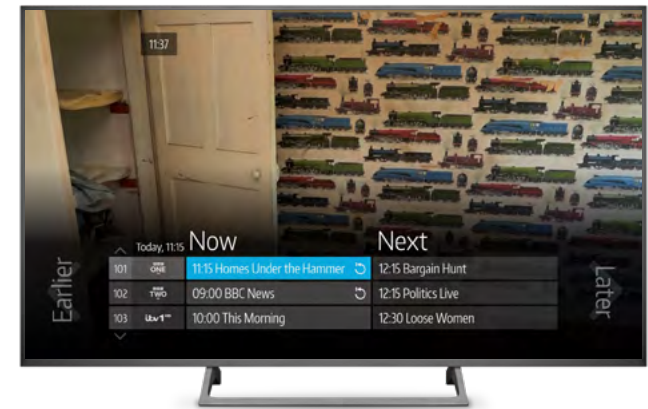 11:37
Earlier
Today, 11:15 Now Next
101 BBC ONE 11:15 Homes Under the Hammer 12:15 Bargain Hunt
102 BBC TWO 09:00 BBC News 12:15 Politics Live
103 itv1 10:00 This Morning 12:30 Loose Women
Later